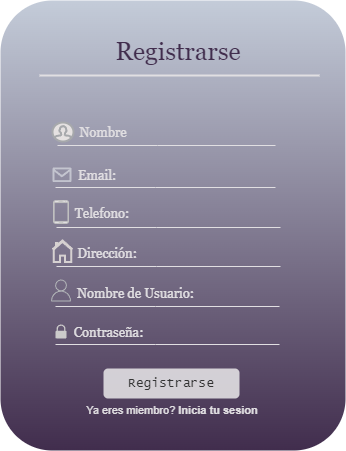 Registrarse
Nombre
Email:
Telefono:
Dirección:
Nombre de Usuario:
Contraseña:
Registrarse
Ya eres miembro? Inicia tu sesion